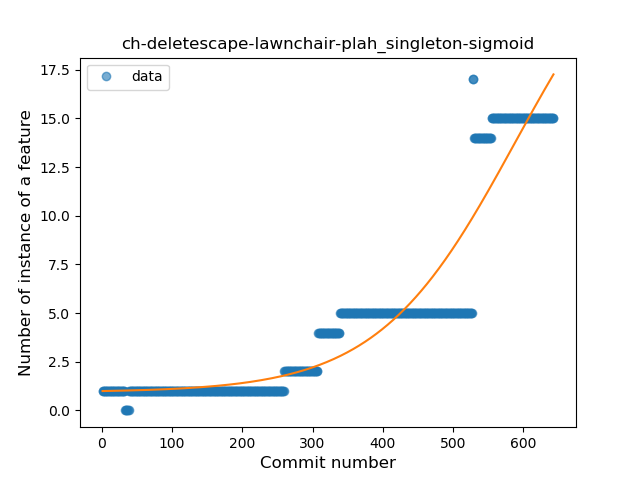 ch-deletescape-lawnchair-plah_singleton-sigmoid
data
Number of instance of a feature
17.5
15.0
12.5
10.0
7.5
5.0
2.5
0.0
0 100 200 300 400 500 600
Commit number